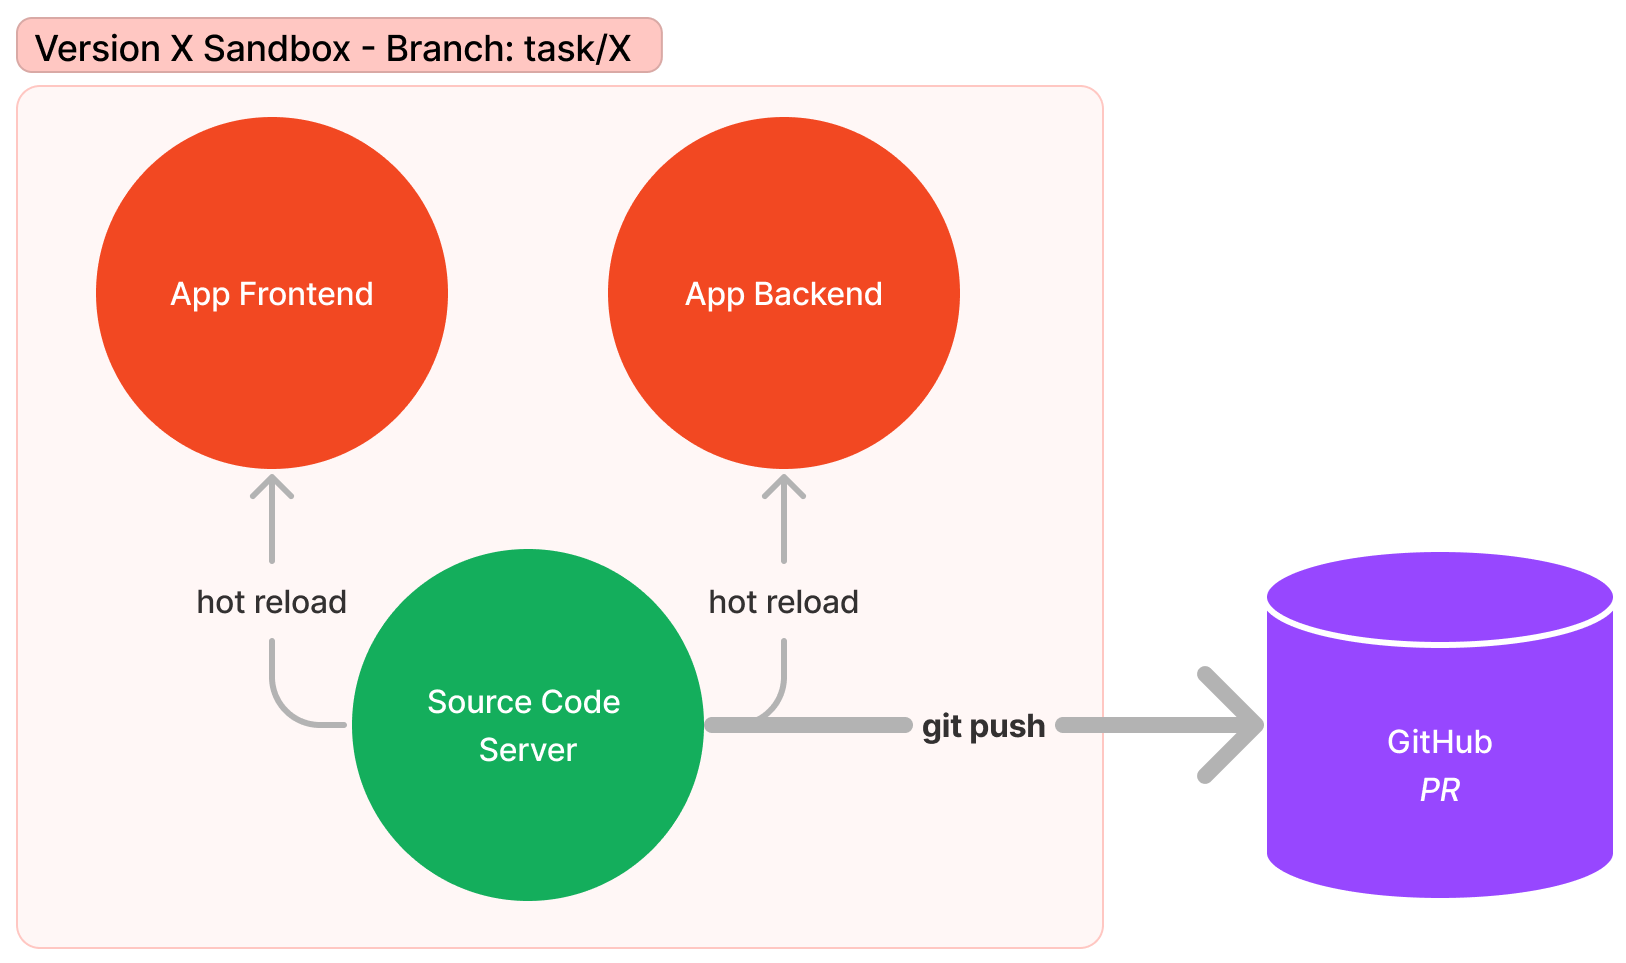 Version X Sandbox - Branch: task/X
App Frontend
App Backend
hot reload
hot reload
Source Code
Server
git push
GitHub
PR